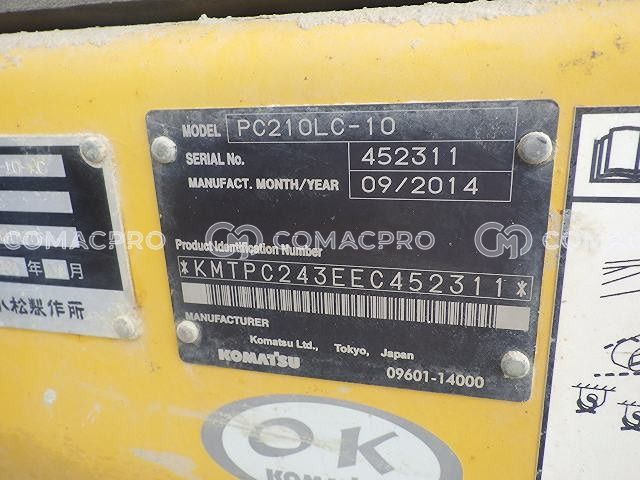 MODEL PC210LC-10
SERIAL No. 452311
MANUFACT. MONTH/YEAR 09/2014
COMACPRO
COMACPRO
COMACPRO
Product Identification Number
*KMTPC243EEC452311*
MANUFACTURER
Komatsu Ltd., Tokyo, Japan
KOMATSU 09601-14000
年 月
小松製作所
OK